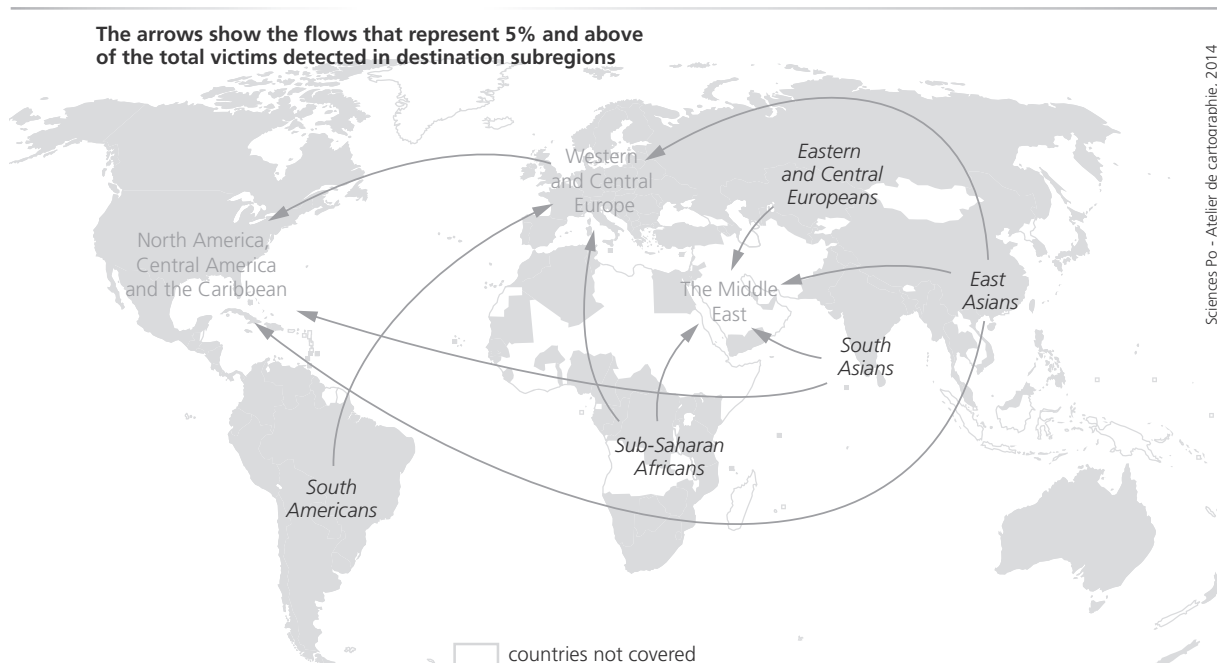 The arrows show the flows that represent 5% and above
of the total victims detected in destination subregions
Western
and Central
Europe
Eastern
and Central
Europeans
North America,
Central America
and the Caribbean
The Middle
East
East
Asians
South
Asians
Sub-Saharan
Africans
South
Americans
countries not covered
Sciences Po - Atelier de cartographie, 2014